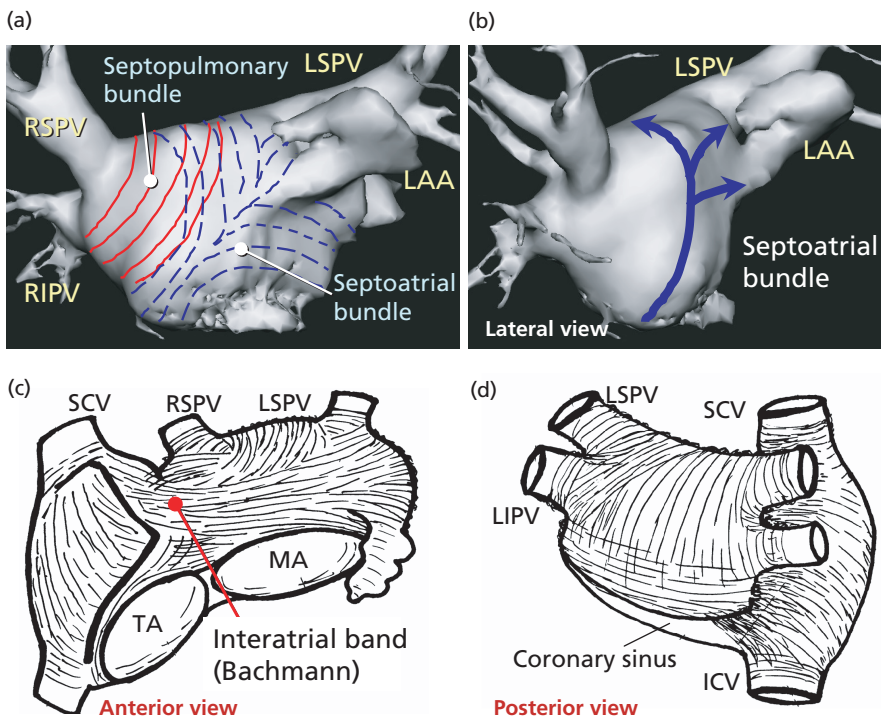 (a)
Septopulmonary
bundle
LSPV
RSPV
LAA
RIPV
Septoatrial
bundle
(b)
LSPV
LAA
Septoatrial
bundle
Lateral view
(c)
SCV
RSPV
LSPV
MA
TA
Interatrial band
(Bachmann)
Anterior view
(d)
LSPV
SCV
LIPV
Coronary sinus
ICV
Posterior view